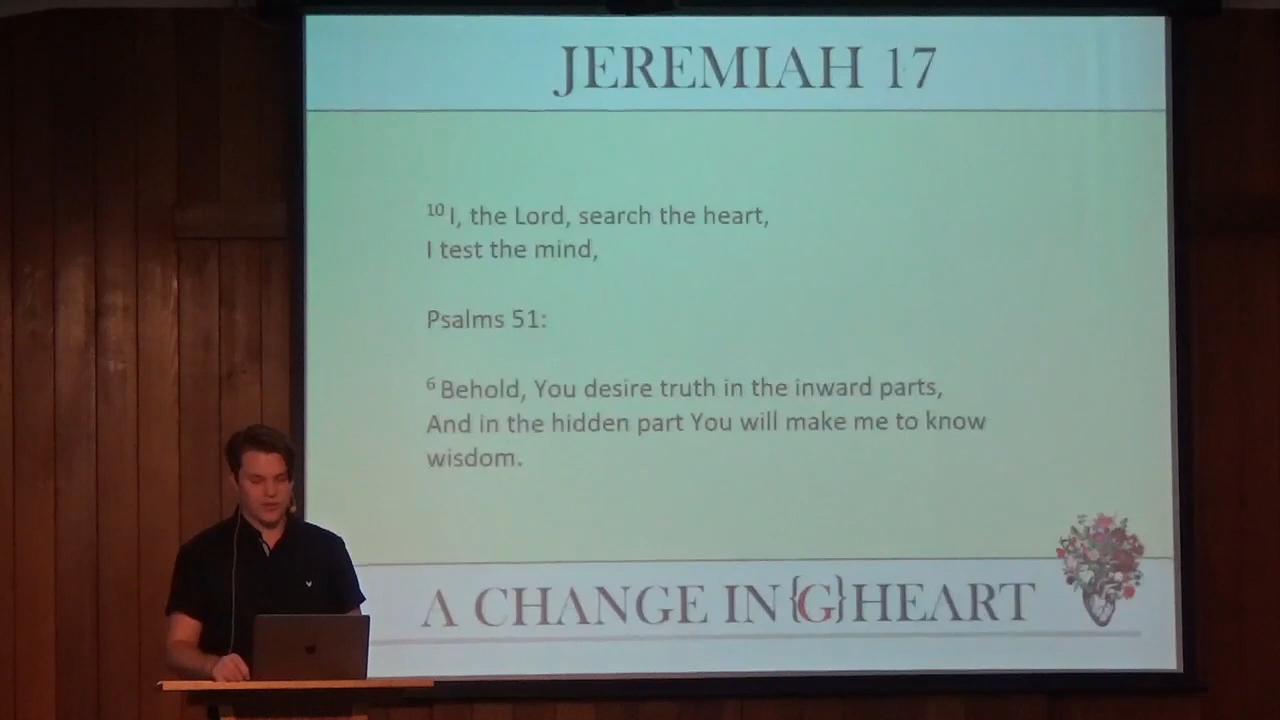 JEREMIAH 17
10 I, the Lord, search the heart,
I test the mind,
Psalms 51:
6 Behold, You desire truth in the inward parts,
And in the hidden part You will make me to know
wisdom.
A CHANGE IN {G} HEART